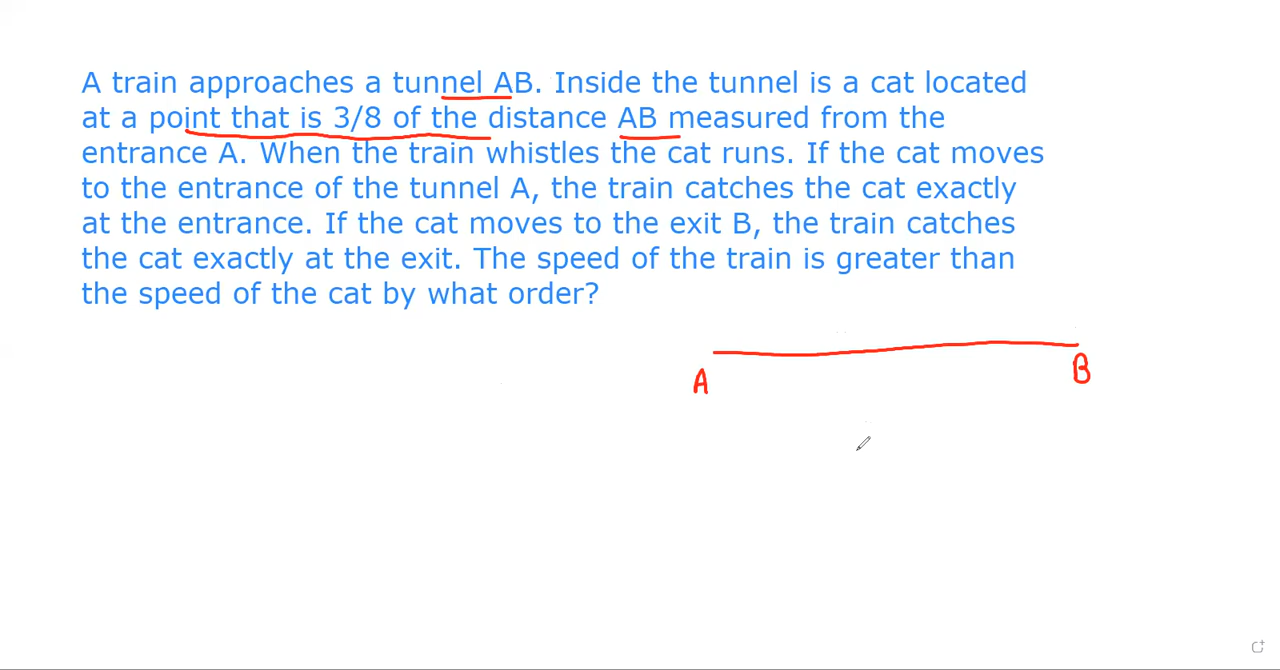 A train approaches a tunnel AB. Inside the tunnel is a cat located
at a point that is 3/8 of the distance AB measured from the
entrance A. When the train whistles the cat runs. If the cat moves
to the entrance of the tunnel A, the train catches the cat exactly
at the entrance. If the cat moves to the exit B, the train catches
the cat exactly at the exit. The speed of the train is greater than
the speed of the cat by what order?
A B